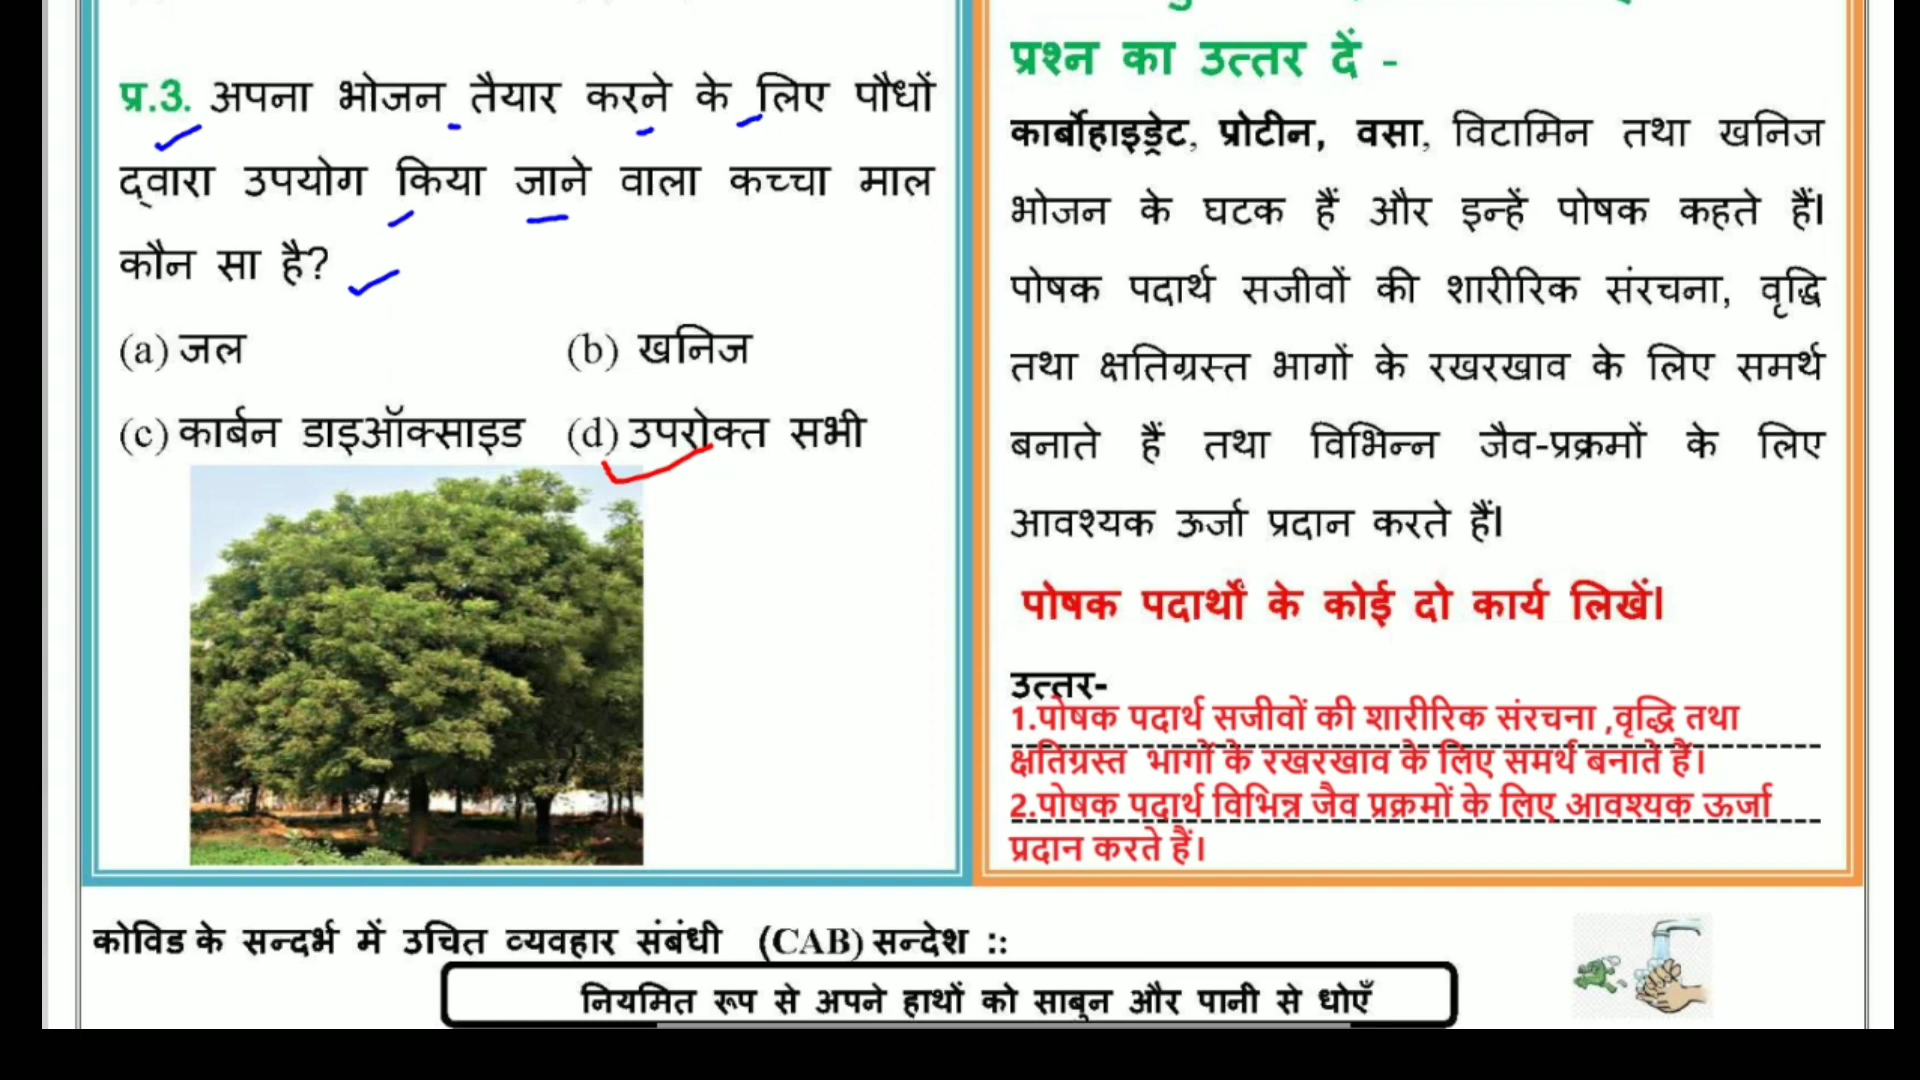 प्र.3. अपना भोजन तैयार करने के लिए पौधों
द्वारा उपयोग किया जाने वाला कच्चा माल
कौन सा है?
(a) जल (b) खनिज
(c) कार्बन डाइऑक्साइड (d) उपरोक्त सभी
प्रश्न का उत्तर दें -
कार्बोहाइड्रेट, प्रोटीन, वसा, विटामिन तथा खनिज
भोजन के घटक हैं और इन्हें पोषक कहते हैंl
पोषक पदार्थ सजीवों की शारीरिक संरचना, वृद्धि
तथा क्षतिग्रस्त भागों के रखरखाव के लिए समर्थ
बनाते हैं तथा विभिन्न जैव-प्रक्रमों के लिए
आवश्यक ऊर्जा प्रदान करते हैंl
पोषक पदार्थों के कोई दो कार्य लिखेंl
उत्तर-
1.पोषक पदार्थ सजीवों की शारीरिक संरचना ,वृद्धि तथा
क्षतिग्रस्त भागों के रखरखाव के लिए समर्थ बनाते हैं।
2.पोषक पदार्थ विभिन्न जैव प्रक्रमों के लिए आवश्यक ऊर्जा
प्रदान करते हैं।
कोविड के सन्दर्भ में उचित व्यवहार संबंधी (CAB) सन्देश ::
नियमित रूप से अपने हाथों को साबुन और पानी से धोएँ